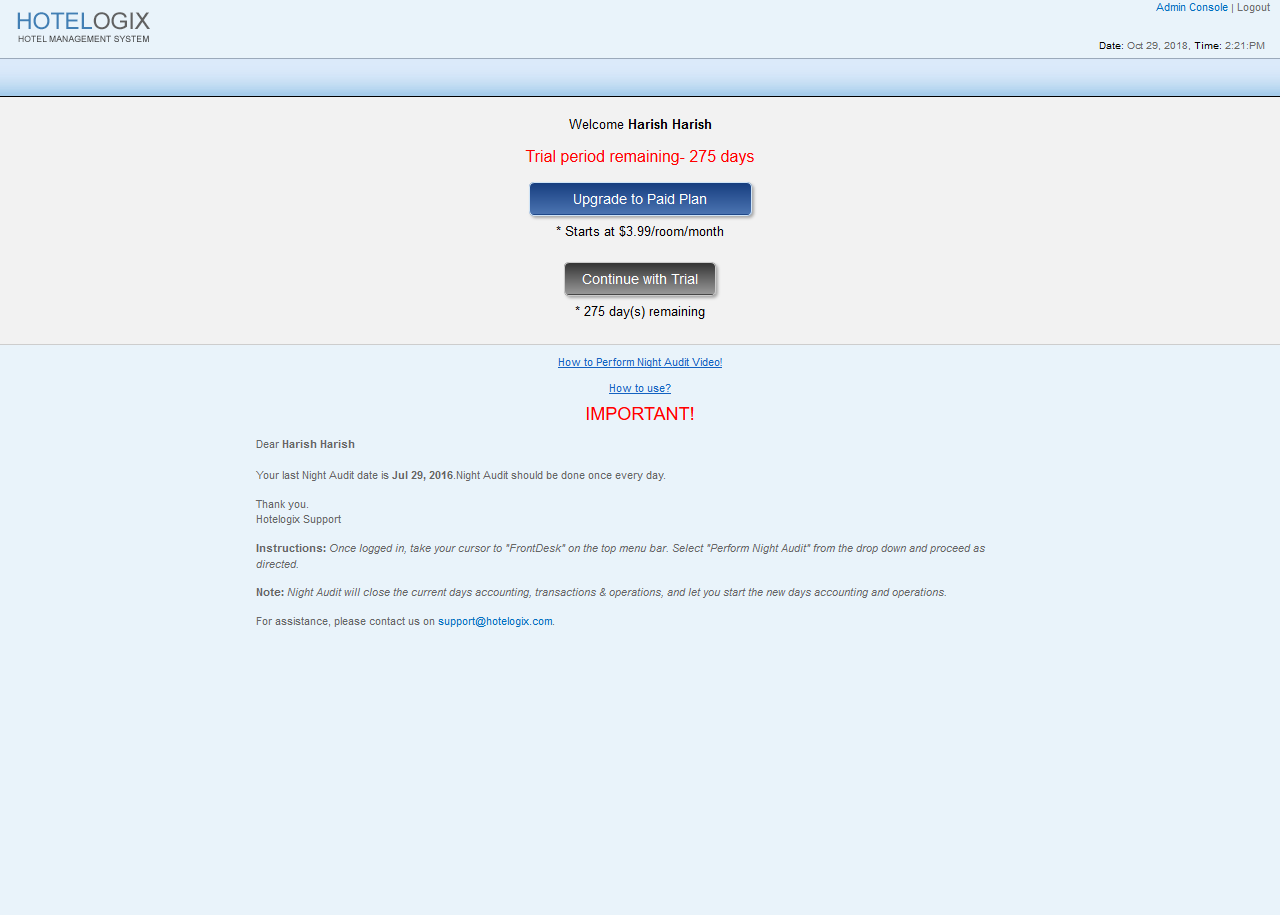 HOTELOGIX
HOTEL MANAGEMENT SYSTEM
Admin Console | Logout
Date: Oct 29, 2018, Time: 2:21:PM
Welcome Harish Harish
Trial period remaining- 275 days
Upgrade to Paid Plan
* Starts at $3.99/room/month
Continue with Trial
* 275 day(s) remaining
How to Perform Night Audit Video!
How to use?
IMPORTANT!
Dear Harish Harish
Your last Night Audit date is Jul 29, 2016.Night Audit should be done once every day.
Thank you.
Hotelogix Support
Instructions: Once logged in, take your cursor to "FrontDesk" on the top menu bar. Select "Perform Night Audit" from the drop down and proceed as
directed.
Note: Night Audit will close the current days accounting, transactions & operations, and let you start the new days accounting and operations.
For assistance, please contact us on support@hotelogix.com.